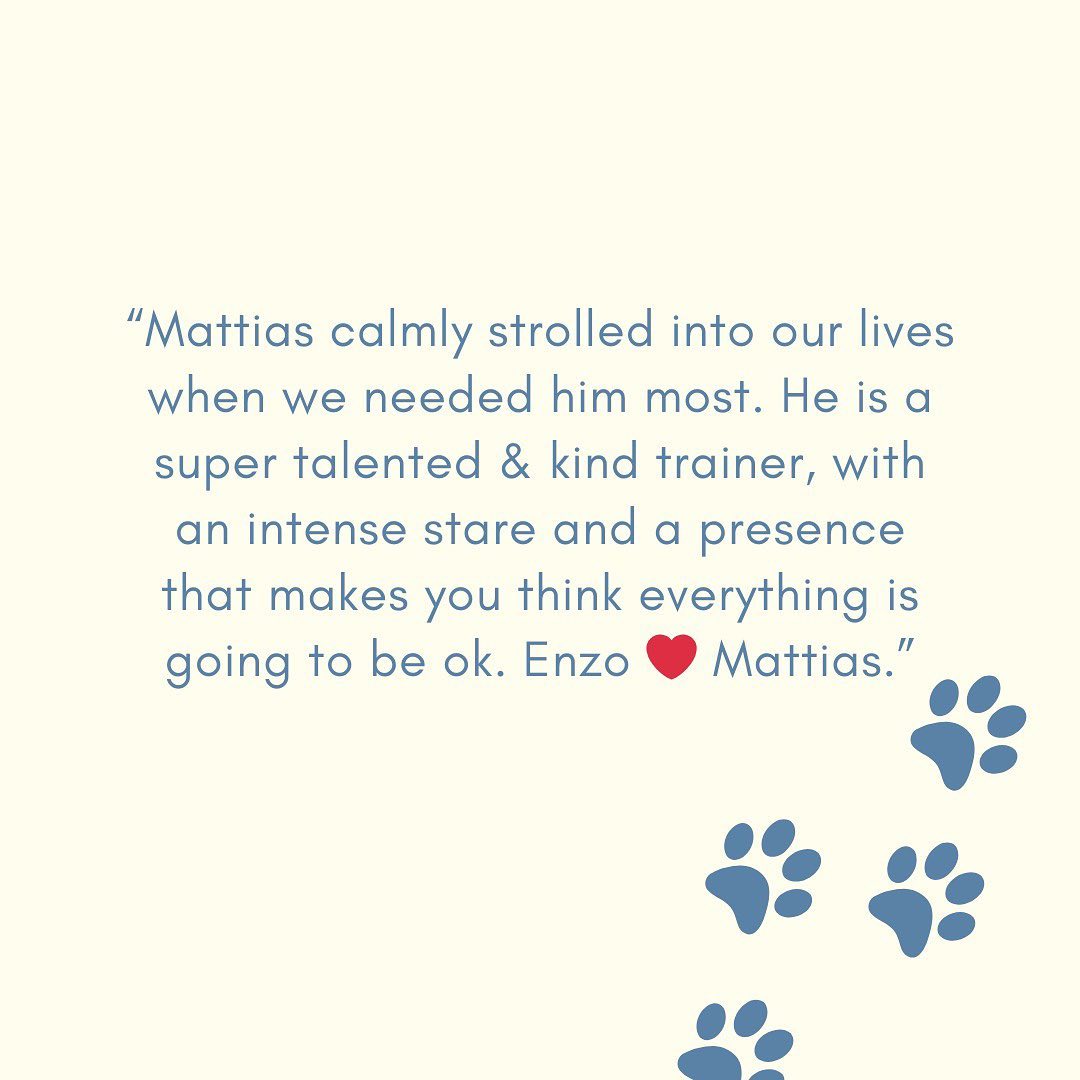 “Mattias calmly strolled into our lives
when we needed him most. He is a
super talented & kind trainer, with
an intense stare and a presence
that makes you think everything is
going to be ok. Enzo ❤️ Mattias.”